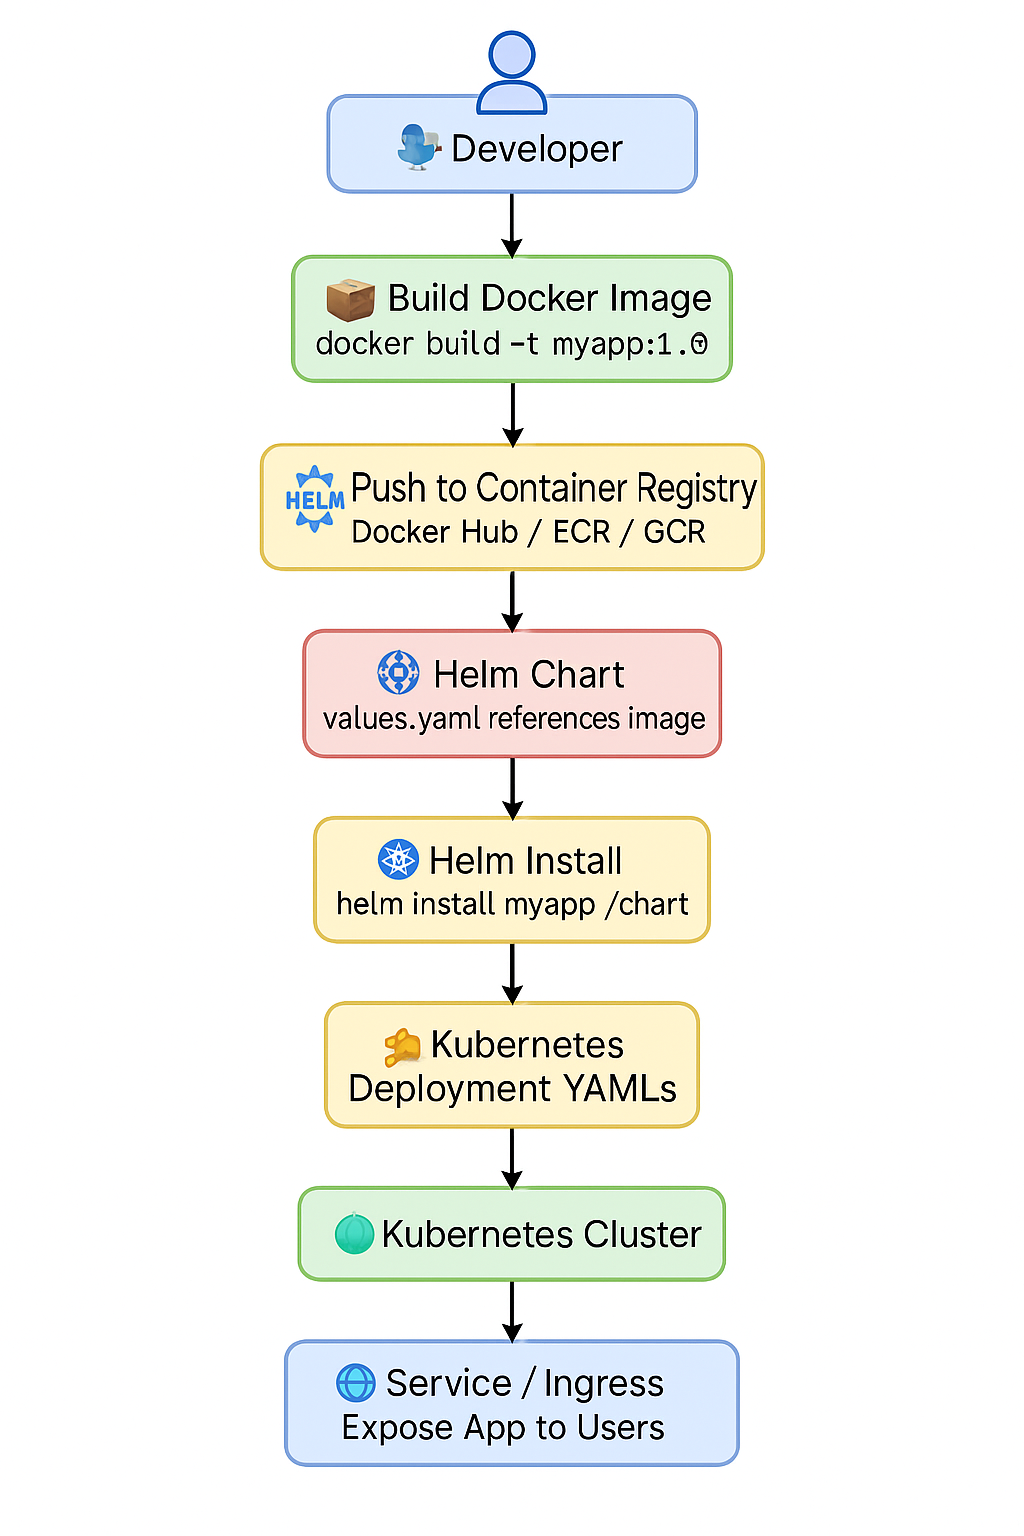 Developer
Build Docker Image
docker build -t myapp:1.0
HELM
Push to Container Registry
Docker Hub / ECR / GCR
Helm Chart
values.yaml references image
Helm Install
helm install myapp /chart
Kubernetes
Deployment YAMLs
Kubernetes Cluster
Service / Ingress
Expose App to Users